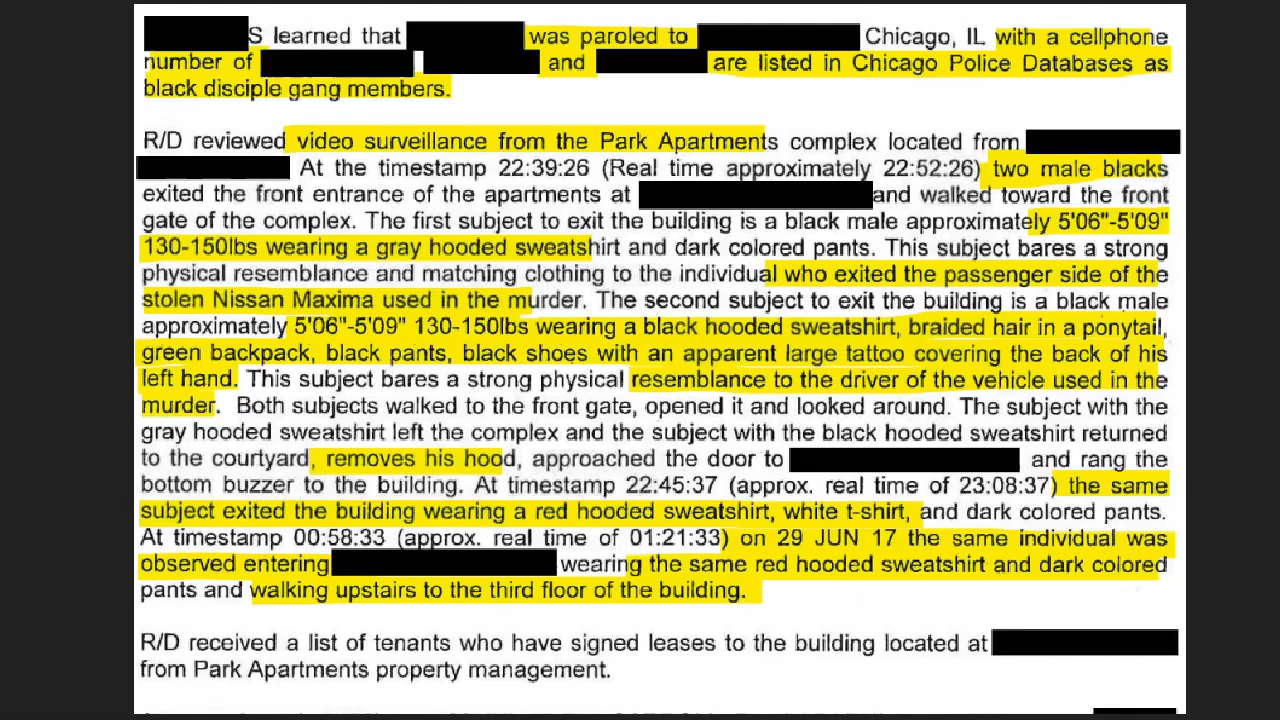 S learned that was paroled to Chicago, IL with a cellphone
number of and are listed in Chicago Police Databases as
black disciple gang members.
R/D reviewed video surveillance from the Park Apartments complex located from
At the timestamp 22:39:26 (Real time approximately 22:52:26) two male blacks
exited the front entrance of the apartments at and walked toward the front
gate of the complex. The first subject to exit the building is a black male approximately 5'06"-5'09"
130-150lbs wearing a gray hooded sweatshirt and dark colored pants. This subject bares a strong
physical resemblance and matching clothing to the individual who exited the passenger side of the
stolen Nissan Maxima used in the murder. The second subject to exit the building is a black male
approximately 5'06"-5'09" 130-150lbs wearing a black hooded sweatshirt, braided hair in a ponytail,
green backpack, black pants, black shoes with an apparent large tattoo covering the back of his
left hand. This subject bares a strong physical resemblance to the driver of the vehicle used in the
murder. Both subjects walked to the front gate, opened it and looked around. The subject with the
gray hooded sweatshirt left the complex and the subject with the black hooded sweatshirt returned
to the courtyard, removes his hood, approached the door to and rang the
bottom buzzer to the building. At timestamp 22:45:37 (approx. real time of 23:08:37) the same
subject exited the building wearing a red hooded sweatshirt, white t-shirt, and dark colored pants.
At timestamp 00:58:33 (approx. real time of 01:21:33) on 29 JUN 17 the same individual was
observed entering wearing the same red hooded sweatshirt and dark colored
pants and walking upstairs to the third floor of the building.
R/D received a list of tenants who have signed leases to the building located at
from Park Apartments property management.